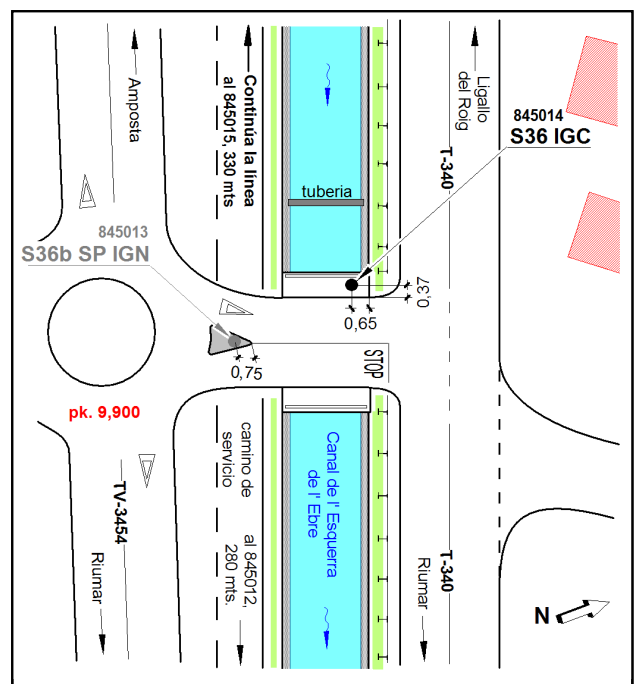 Amposta
Continúa la línea
al 845015, 330 mts
Ligallo
del Roig
845014
S36 IGC
T-340
tuberia
845013
S36b SP IGN
0,37
0,65
0,75
STOP
pk. 9,900
camino de
servicio
al 845012,
280 mts.
Canal de l' Esquerra
de l' Ebre
TV-3454
Riumar
Riumar
T-340
N